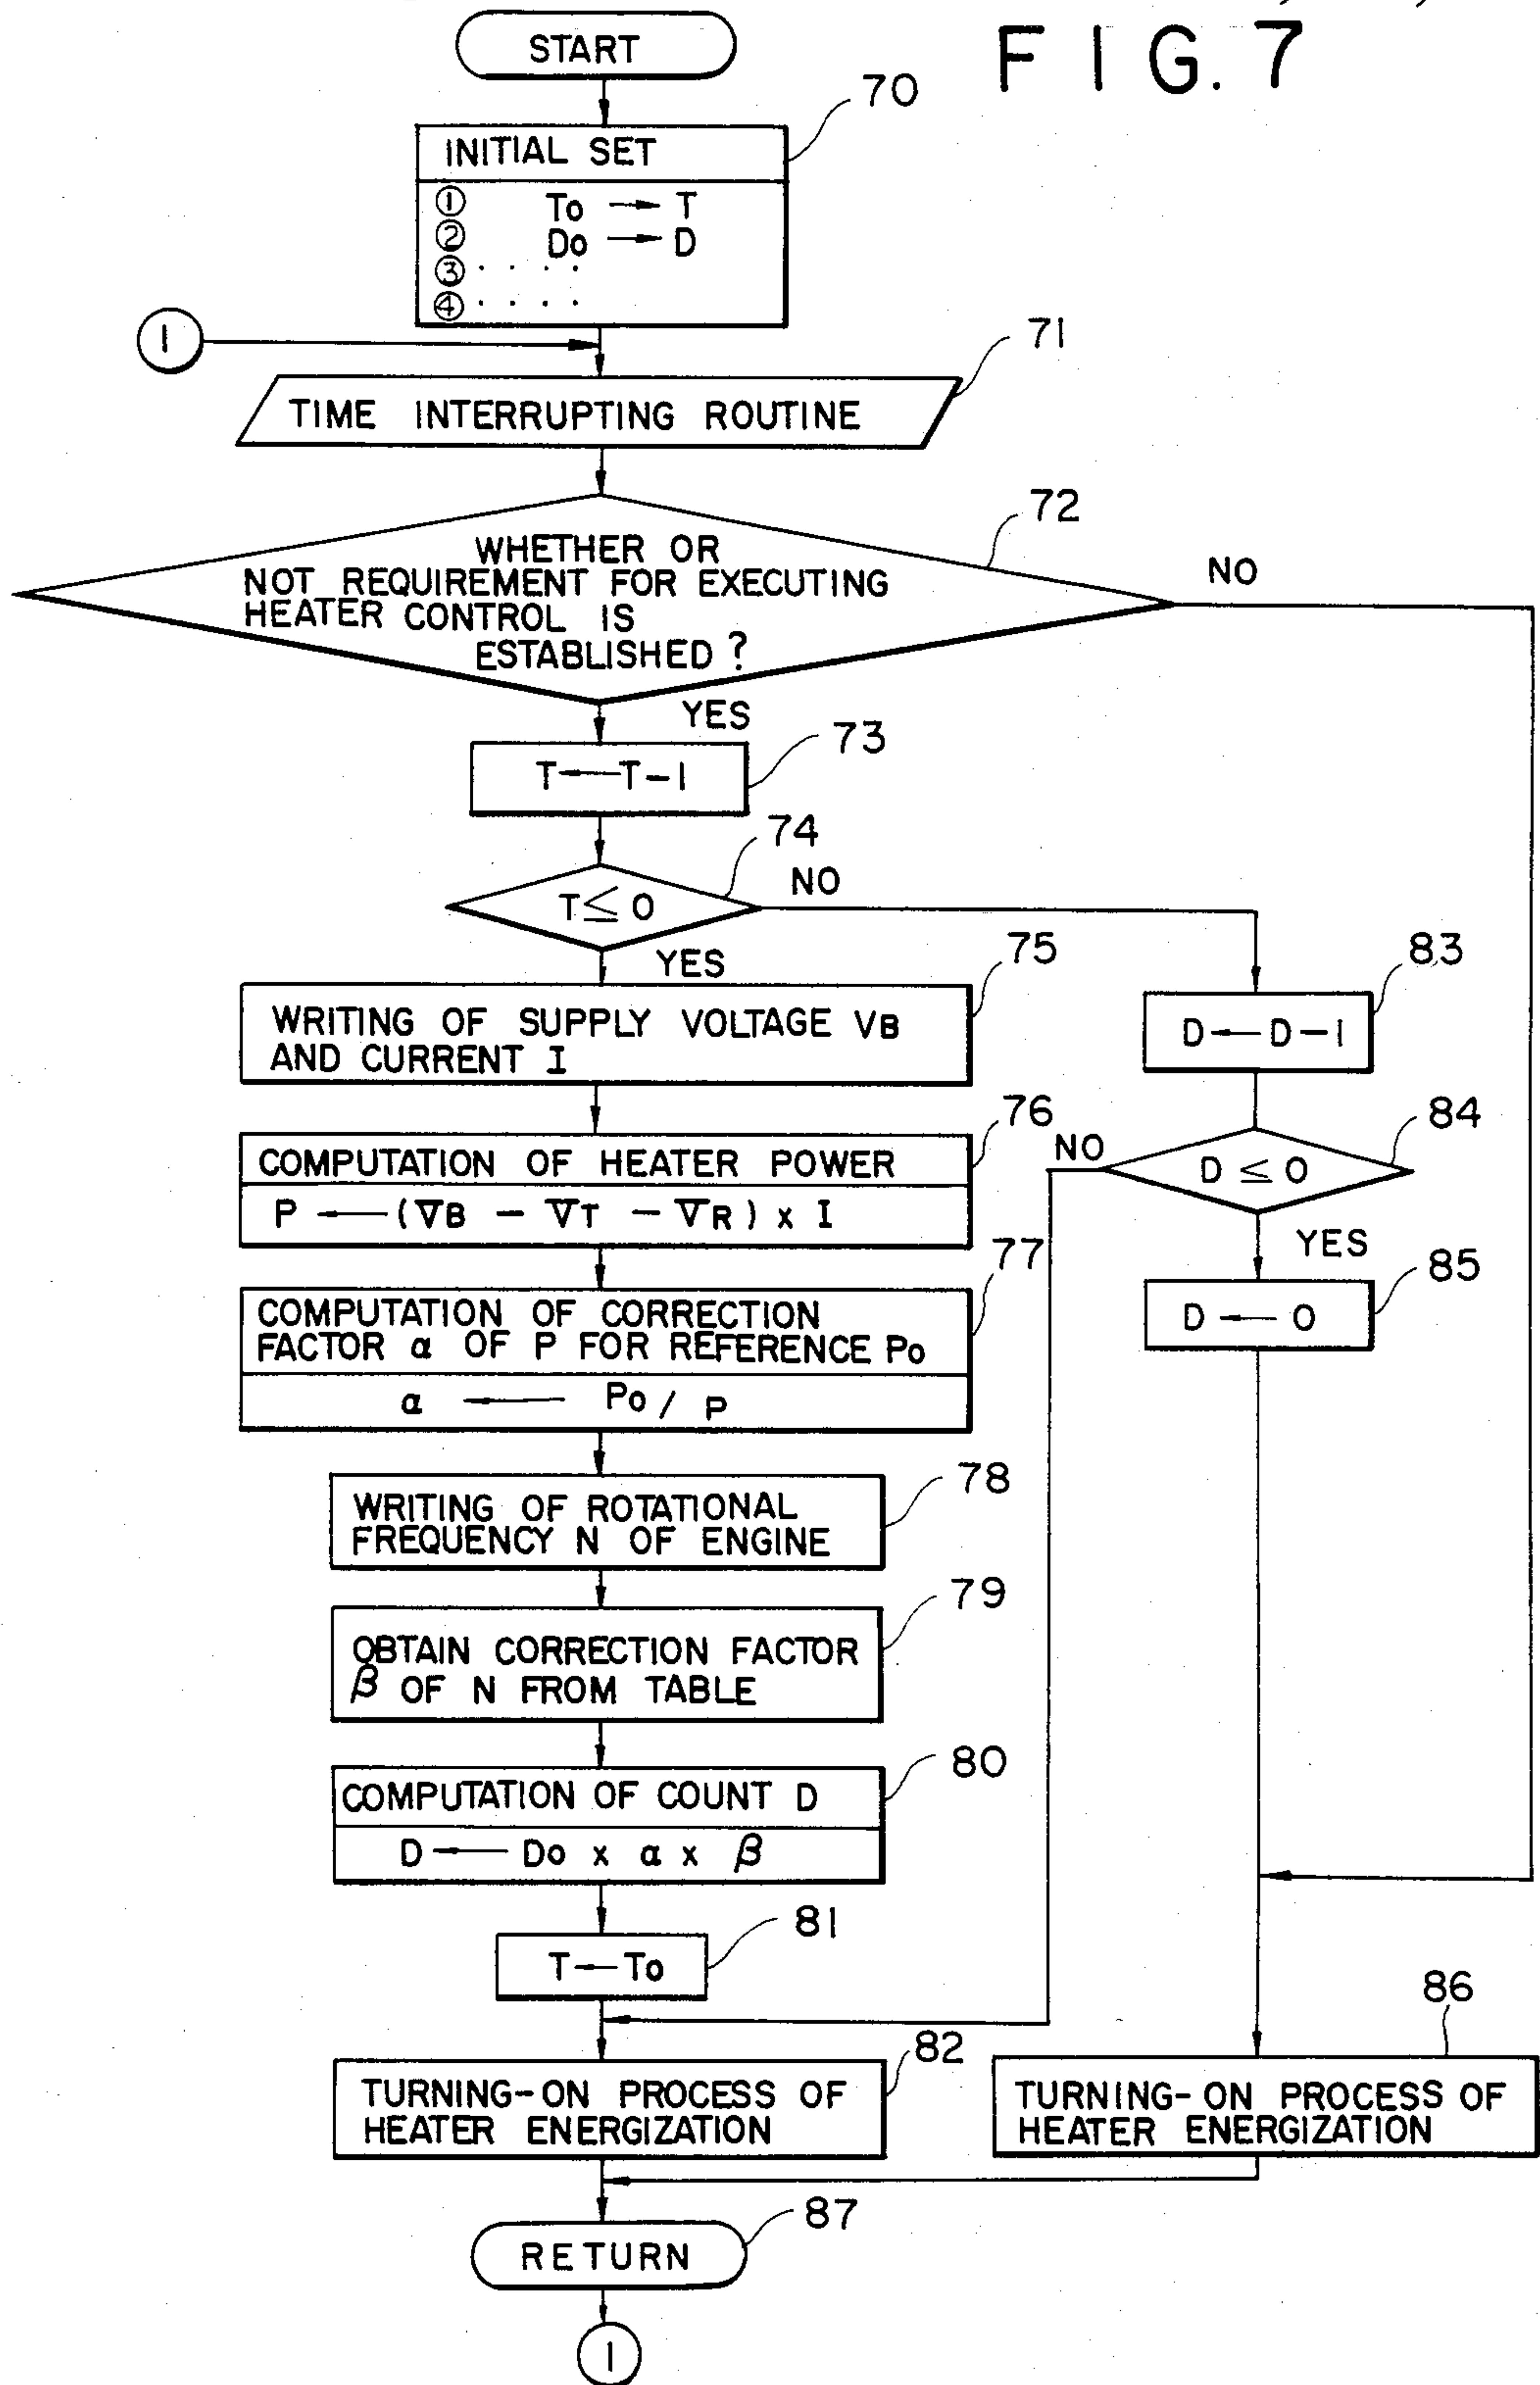 START
FIG. 7
70
INITIAL SET
① To → T
② Do → D
③ · · · ·
④ · · · ·
1
71
TIME INTERRUPTING ROUTINE
72
WHETHER OR
NOT REQUIREMENT FOR EXECUTING
HEATER CONTROL IS
ESTABLISHED ?
NO
YES
73
T ← T - 1
74
T ≦ 0
NO
YES
75
WRITING OF SUPPLY VOLTAGE VB
AND CURRENT I
83
D ← D - 1
76
COMPUTATION OF HEATER POWER
P ← (VB - VT - VR) x I
84
NO
D ≤ 0
YES
77
COMPUTATION OF CORRECTION
FACTOR α OF P FOR REFERENCE Po
α ← Po / P
85
D ← 0
78
WRITING OF ROTATIONAL
FREQUENCY N OF ENGINE
79
OBTAIN CORRECTION FACTOR
β OF N FROM TABLE
80
COMPUTATION OF COUNT D
D ← Do x α x β
81
T ← To
82
TURNING-ON PROCESS OF
HEATER ENERGIZATION
86
TURNING-ON PROCESS OF
HEATER ENERGIZATION
87
RETURN
1